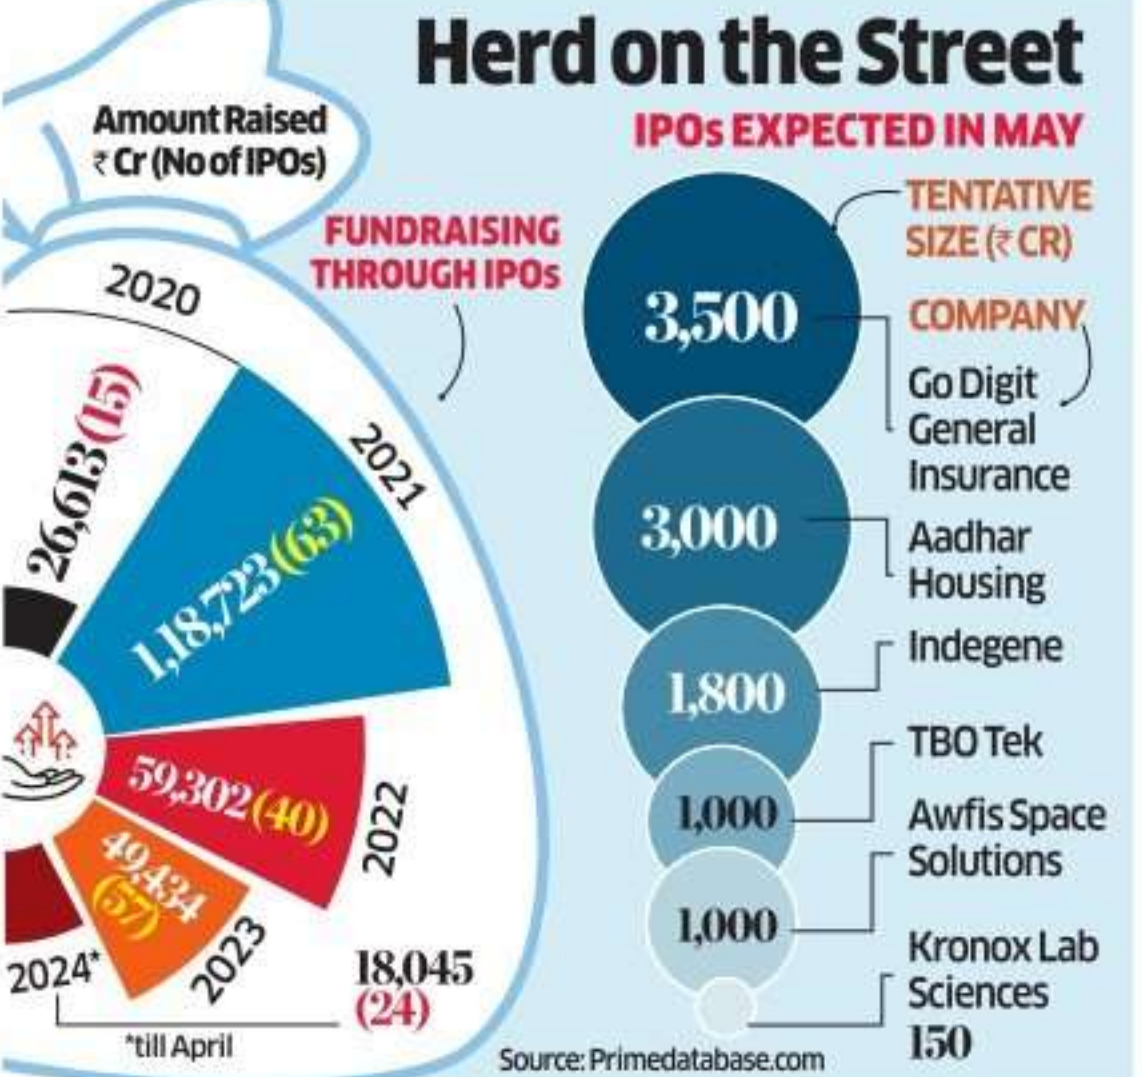 Herd on the Street
IPOs EXPECTED IN MAY
Amount Raised
₹ Cr (No of IPOs)
FUNDRAISING
THROUGH IPOs
2020
26,613 (15)
2021
1,18,723 (63)
2022
59,302 (40)
2023
49,434
(57)
2024*
18,045
(24)
*till April
TENTATIVE
SIZE (₹ CR)
COMPANY
3,500
Go Digit
General
Insurance
3,000
Aadhar
Housing
1,800
Indegene
1,000
TBO Tek
1,000
Awfis Space
Solutions
Kronox Lab
Sciences
150
Source: Primedatabase.com